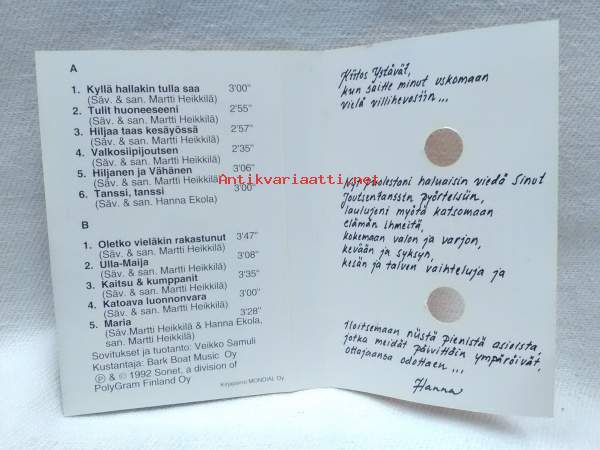 A
1. Kyllä hallakin tulla saa 3'00"
(Säv. & san. Martti Heikkilä)
2. Tulit huoneeseeni 2'55"
(Säv. & san. Martti Heikkilä)
3. Hiljaa taas kesäyössä 2'57"
(Säv. & san. Martti Heikkilä)
4. Valkosiipijoutsen 2'35"
(Säv. & san. Martti Heikkilä)
5. Hiljanen ja Vähänen 3'06"
(Säv. & san. Martti Heikkilä)
6. Tanssi, tanssi 3'00"
(Säv. & san. Hanna Ekola)
B
1. Oletko vieläkin rakastunut 3'47"
(Säv. & san. Martti Heikkilä)
2. Ulla-Maija 3'08"
(Säv. & san. Martti Heikkilä)
3. Kaitsu & kumppanit 3'35"
(Säv. & san. Martti Heikkilä)
4. Katoava luonnonvara 3'00"
(Säv. & san. Martti Heikkilä)
5. Maria 3'28"
(Säv.Martti Heikkilä & Hanna Ekola,
san. Martti Heikkilä)
Sovitukset ja tuotanto: Veikko Samuli
Kustantaja: Bark Boat Music Oy
Ⓟ & © 1992 Sonet, a division of
PolyGram Finland Oy
Kirjapaino MONDIAL Oy
Kiitos Ystävät,
kun saitte minut uskomaan
vielä villihevosiin...
Nyt puolestani haluaisin viedä Sinut
joutsentanssin pyörteisiin,
laulujeni myötä katsomaan
elämän ihmeitä,
kokemaan valon ja varjon,
kevään ja syksyn,
kesän ja talven vaihteluja ja
iloitsemaan niistä pienistä asioista,
jotka meidät päivittäin ympäröivät,
ottajaansa odottaen...
Hanna
Antikvariaatti.net